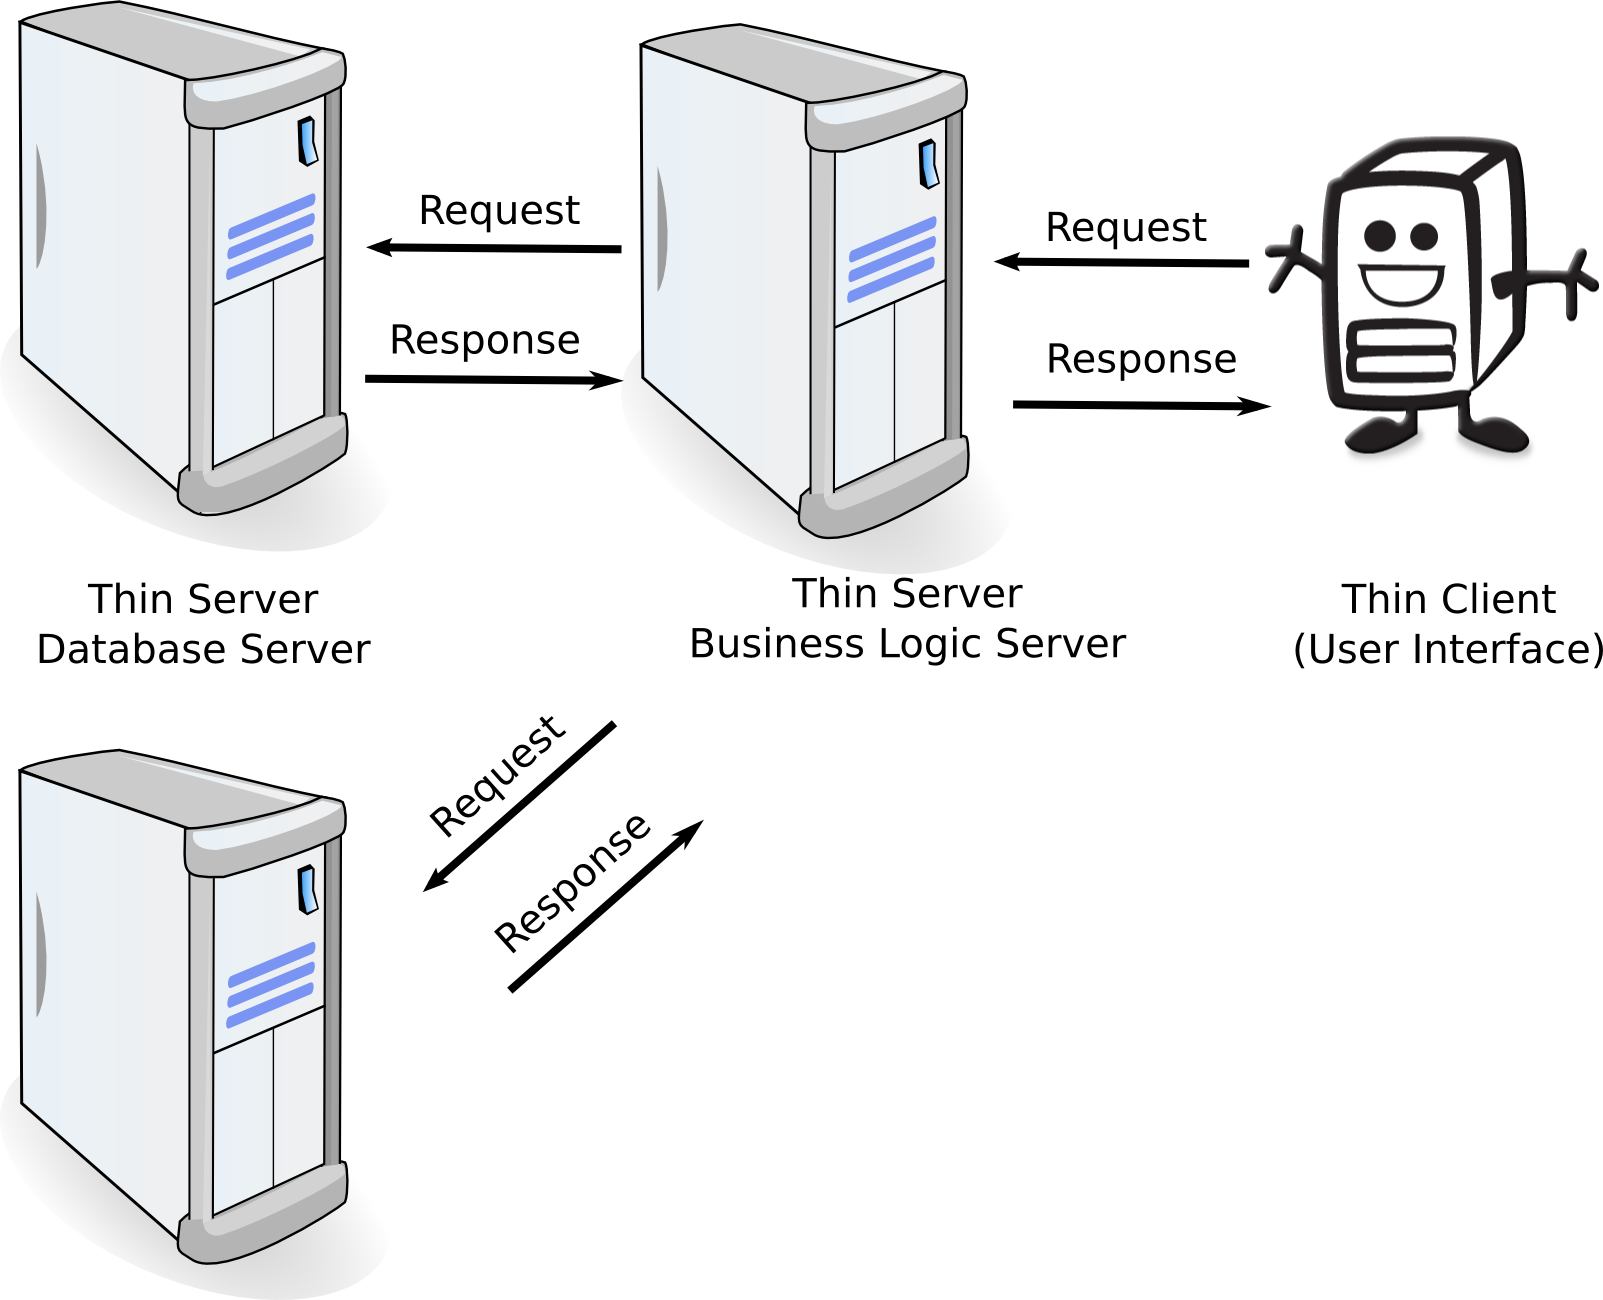 Request
Request
Response
Response
Thin Server
Database Server
Thin Server
Business Logic Server
Thin Client
(User Interface)
Request
Response